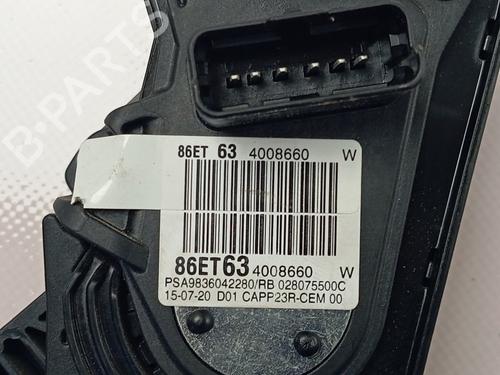 86ET 63 4008660 W
86ET63 4008660 W
PSA9836042280/RB 028075500C
15-07-20 D01 CAPP23R-CEM 00
B-PARTS